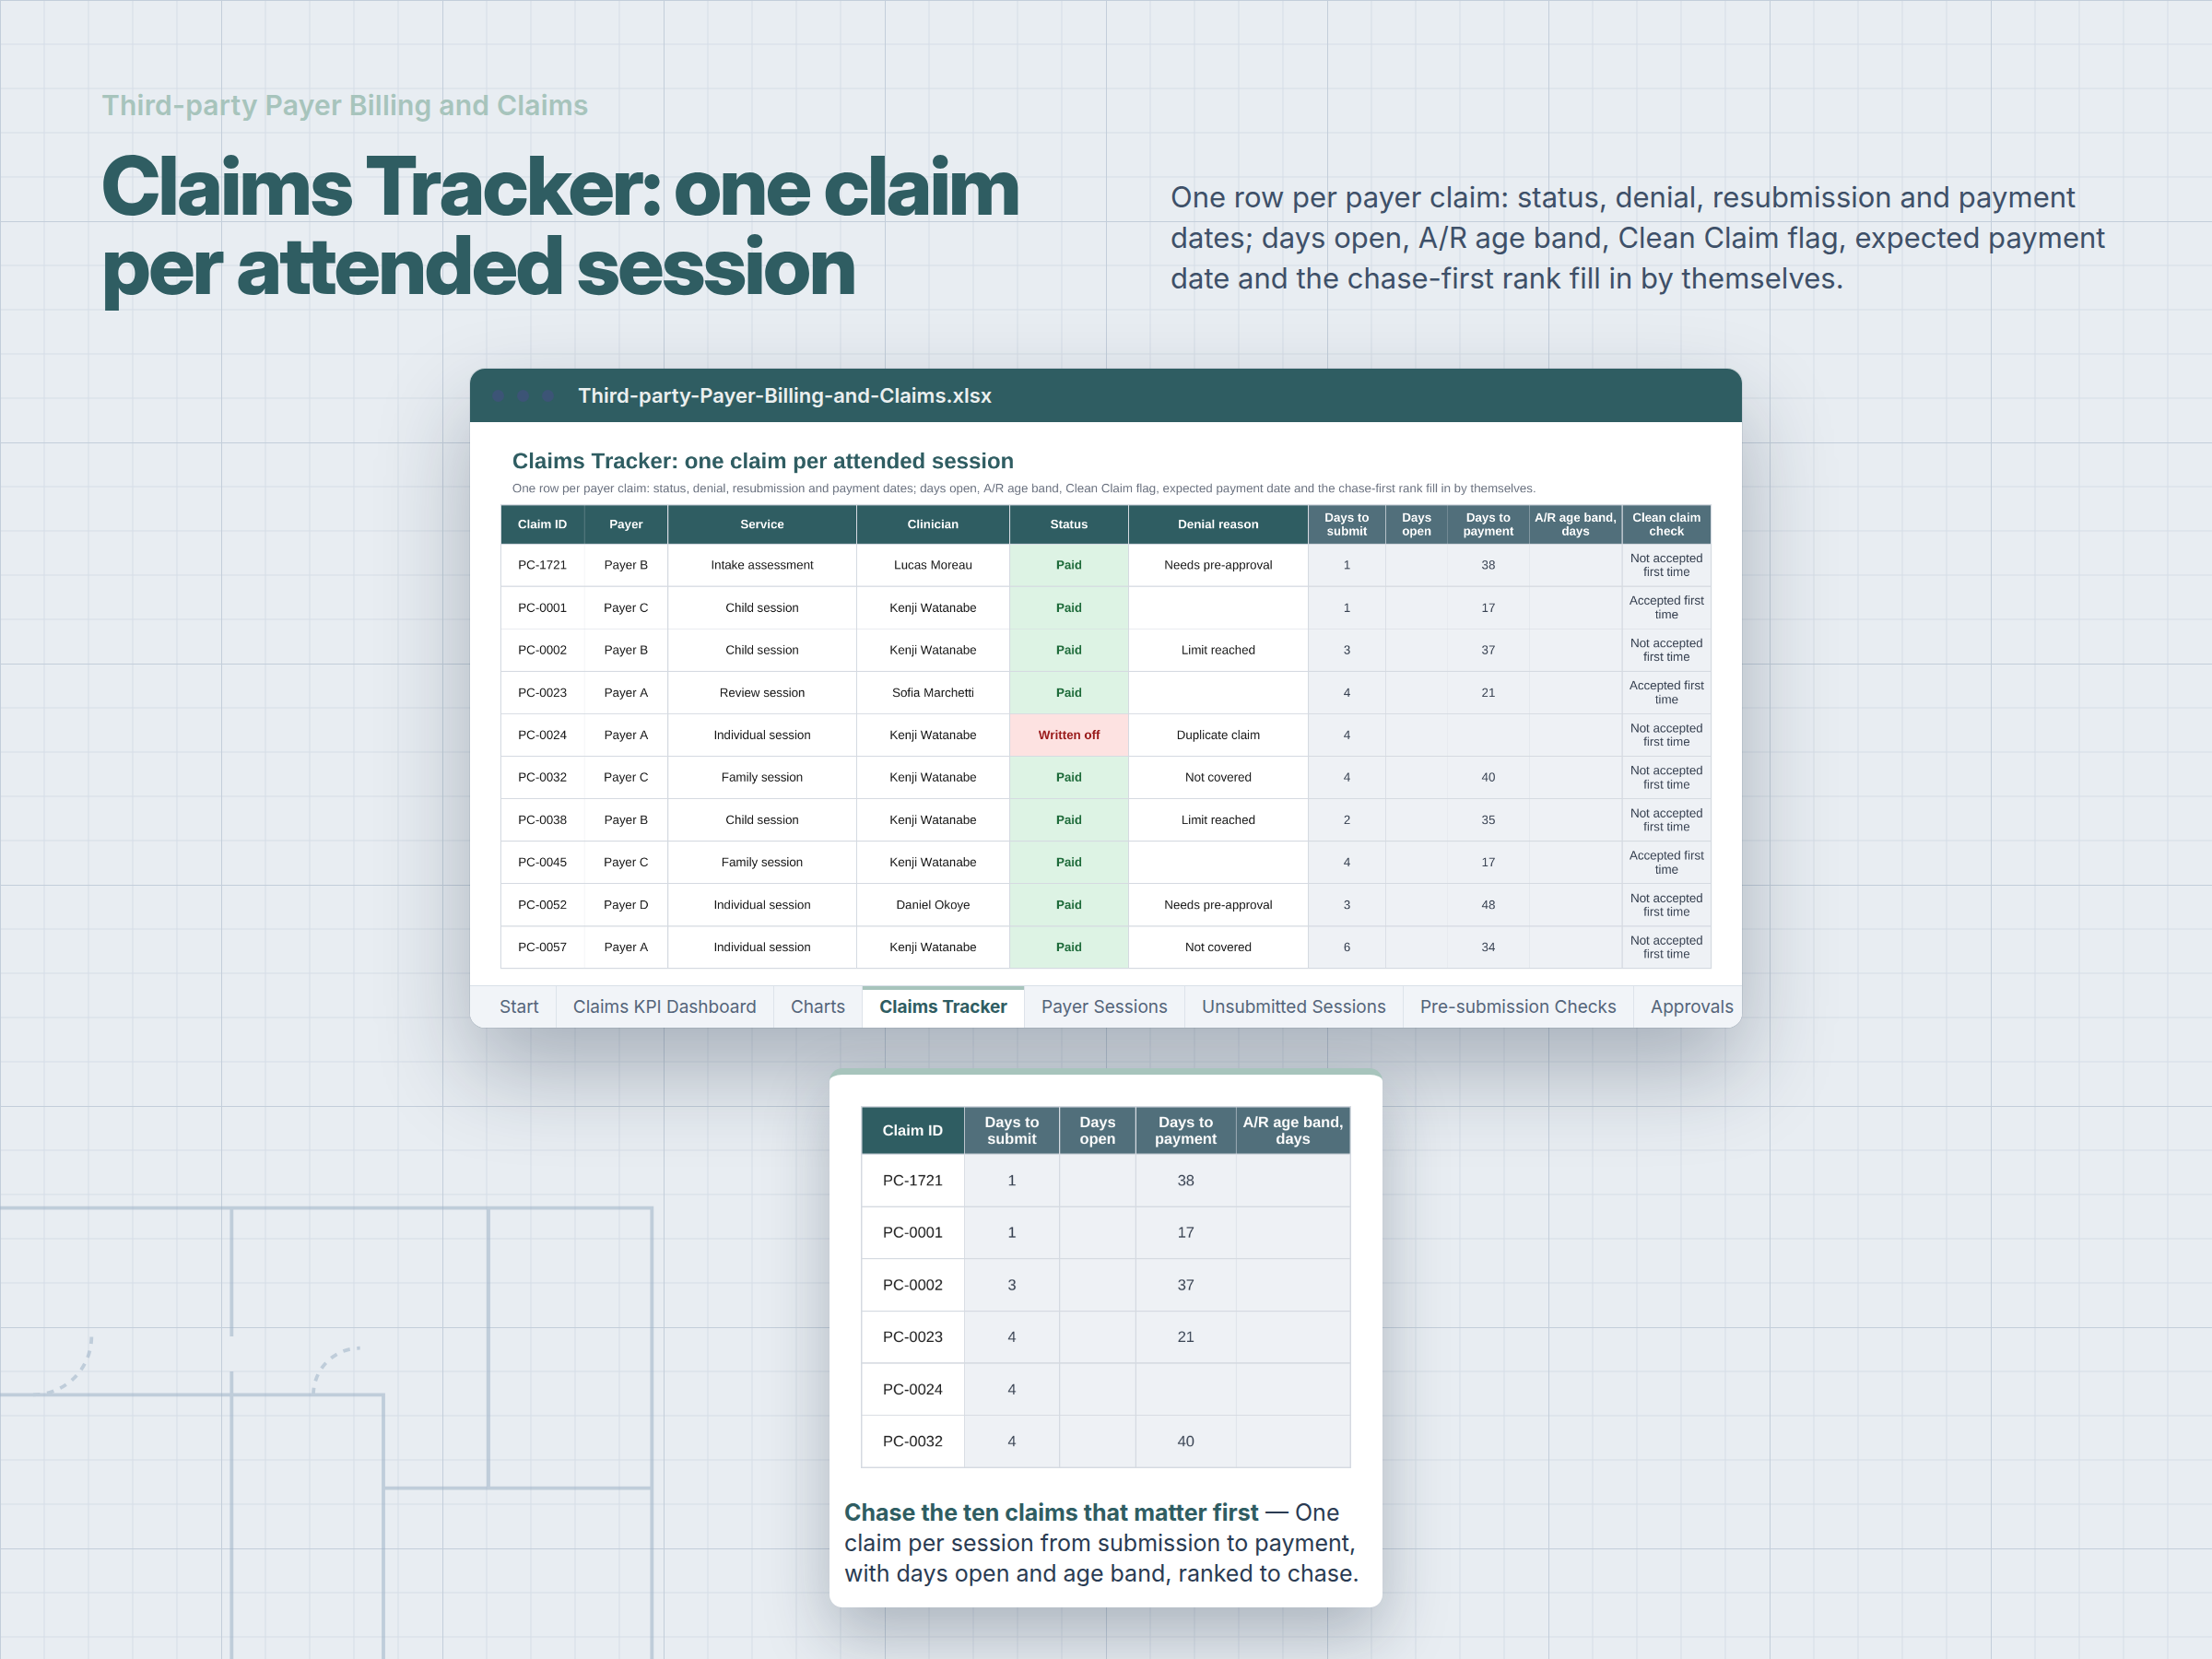 Third-party Payer Billing and Claims
Claims Tracker: one claim
per attended session
One row per payer claim: status, denial, resubmission and payment
dates; days open, A/R age band, Clean Claim flag, expected payment
date and the chase-first rank fill in by themselves.
Third-party-Payer-Billing-and-Claims.xlsx
Claims Tracker: one claim per attended session
One row per payer claim: status, denial, resubmission and payment dates; days open, A/R age band, Clean Claim flag, expected payment date and the chase-first rank fill in by themselves.
Claim ID Payer Service Clinician Status Denial reason Days to submit Days open Days to payment A/R age band, days Clean claim check
PC-1721 Payer B Intake assessment Lucas Moreau Paid Needs pre-approval 1 38 Not accepted first time
PC-0001 Payer C Child session Kenji Watanabe Paid 1 17 Accepted first time
PC-0002 Payer B Child session Kenji Watanabe Paid Limit reached 3 37 Not accepted first time
PC-0023 Payer A Review session Sofia Marchetti Paid 4 21 Accepted first time
PC-0024 Payer A Individual session Kenji Watanabe Written off Duplicate claim 4 Not accepted first time
PC-0032 Payer C Family session Kenji Watanabe Paid Not covered 4 40 Not accepted first time
PC-0038 Payer B Child session Kenji Watanabe Paid Limit reached 2 35 Not accepted first time
PC-0045 Payer C Family session Kenji Watanabe Paid 4 17 Accepted first time
PC-0052 Payer D Individual session Daniel Okoye Paid Needs pre-approval 3 48 Not accepted first time
PC-0057 Payer A Individual session Kenji Watanabe Paid Not covered 6 34 Not accepted first time
Start Claims KPI Dashboard Charts Claims Tracker Payer Sessions Unsubmitted Sessions Pre-submission Checks Approvals
Claim ID Days to submit Days open Days to payment A/R age band, days
PC-1721 1 38
PC-0001 1 17
PC-0002 3 37
PC-0023 4 21
PC-0024 4
PC-0032 4 40
Chase the ten claims that matter first — One
claim per session from submission to payment,
with days open and age band, ranked to chase.